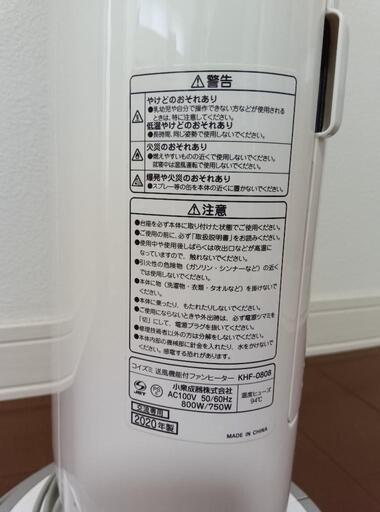 ⚠警告
やけどのおそれあり
●乳幼児や自分で操作できない方などが使用される
ときは、特に注意してください。
低温やけどのおそれあり
●長時間、同じ姿勢で使用しないでください。
火災のおそれあり
●燃えやすいものの近くで使用しないでください。
就寝中は温風運転で使用しないでください。
爆発や火災のおそれあり
●スプレー等の缶を本体の近くに置かないでください。
⚠注意
●台座を必ず本体に取り付けた状態でご使用ください。
●ご使用の前に、必ず「取扱説明書」をお読みください。
●使用中や使用後しばらくは吹出口などが高温に
なっていますので、触れないでください。
●引火性の危険物(ガソリン・シンナーなど)の近く
では使用しないでください。
●本体に物(洗濯物・衣類・タオルなど)を掛けないで
ください。
●本体に乗ったり、もたれたりしないでください。
●ご使用にならないときや外出時は、必ず電源ツマミを
「切」にして、電源プラグを抜いてください。
●修理技術者以外の方は分解をしないでください。
●本体内部の機械部に針金を入れたり、水をかけないで
ください。感電する恐れがあります。
コイズミ 送風機能付ファンヒーター KHF-0808
小泉成器株式会社
AC100V 50/60Hz
800W/750W
温度ヒューズ
94℃
JET
PSE
交流専用
2020年製
MADE IN CHINA